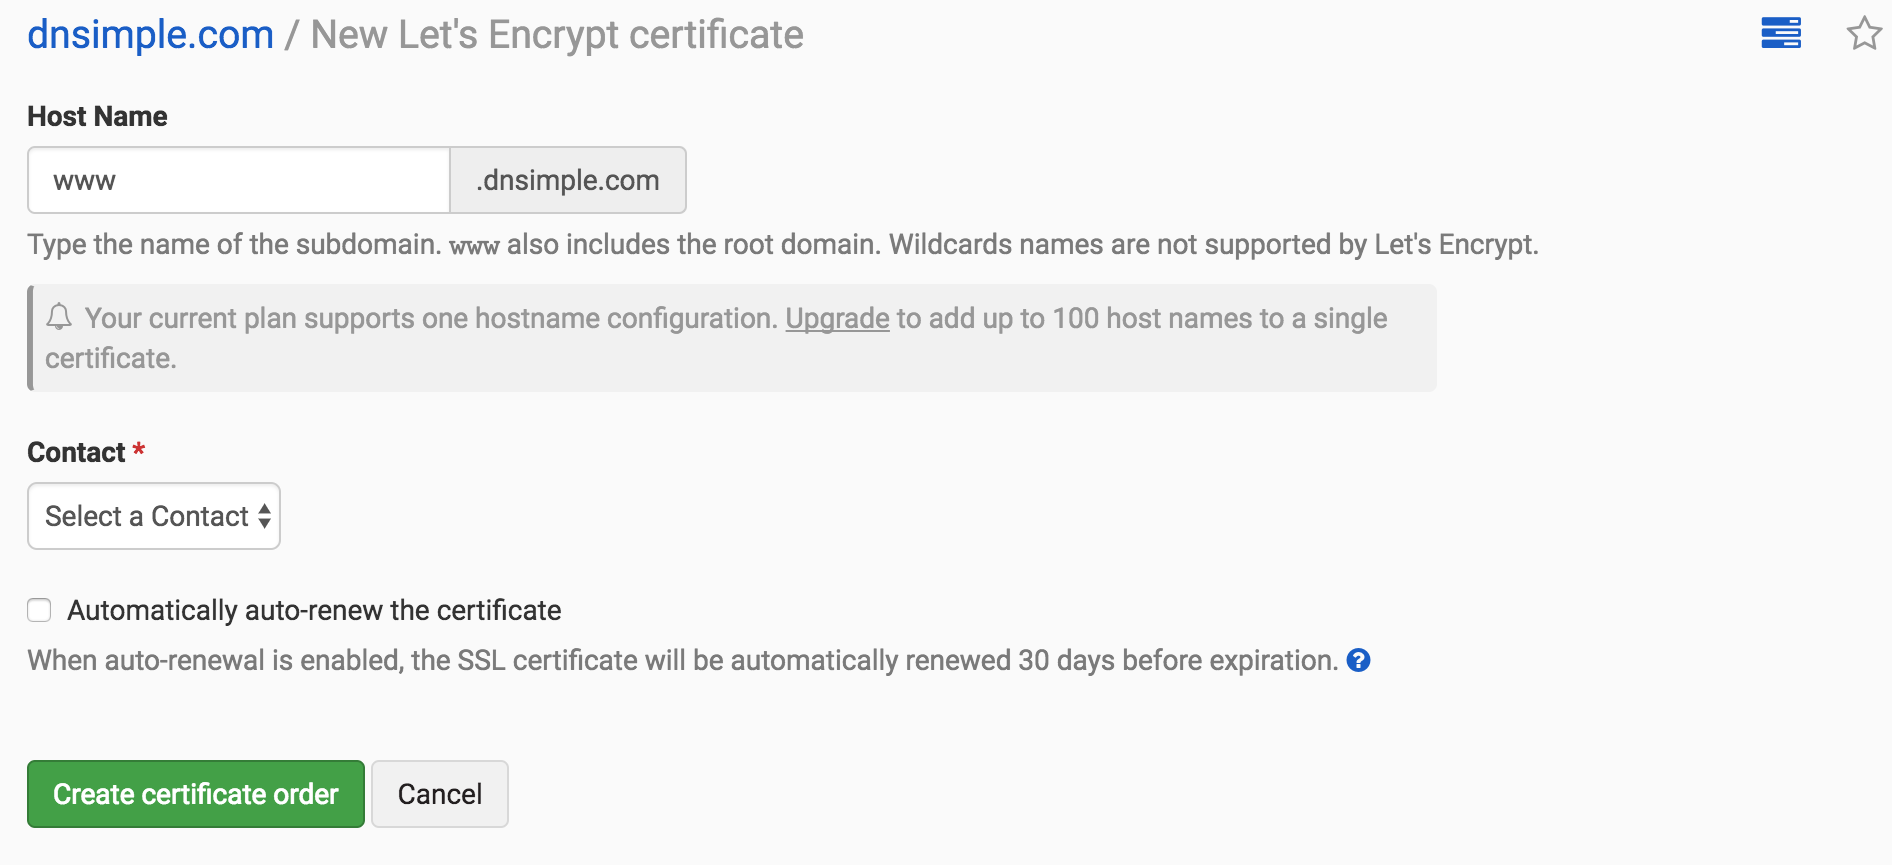 dnsimple.com / New Let's Encrypt certificate
Host Name
www .dnsimple.com
Type the name of the subdomain. www also includes the root domain. Wildcards names are not supported by Let's Encrypt.
Your current plan supports one hostname configuration. Upgrade to add up to 100 host names to a single
certificate.
Contact *
Select a Contact
Automatically auto-renew the certificate
When auto-renewal is enabled, the SSL certificate will be automatically renewed 30 days before expiration. ?
Create certificate order Cancel